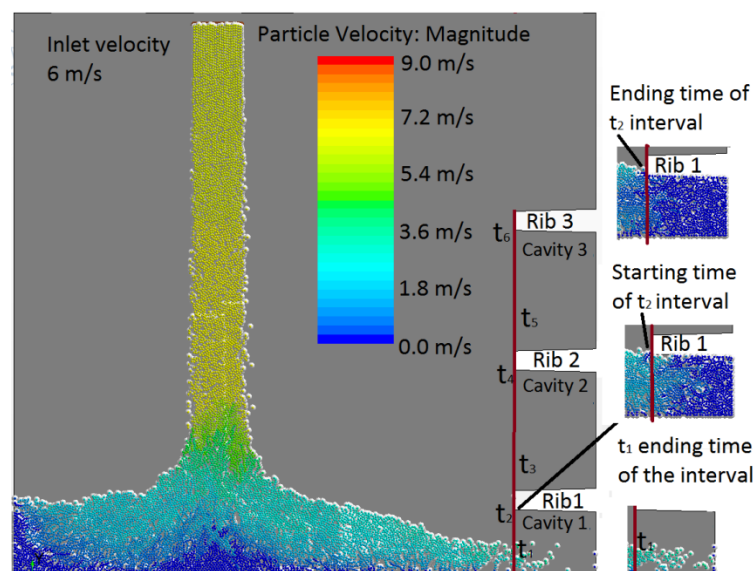 Inlet velocity
6 m/s
Particle Velocity: Magnitude
9.0 m/s
7.2 m/s
5.4 m/s
3.6 m/s
1.8 m/s
0.0 m/s
t6
Rib 3
Cavity 3
t5
Rib 2
t4
Cavity 2
t3
Rib1
t2
Cavity 1
t1
Ending time of
t2 interval
Rib 1
Starting time
of t2 interval
Rib 1
t1 ending time
of the interval